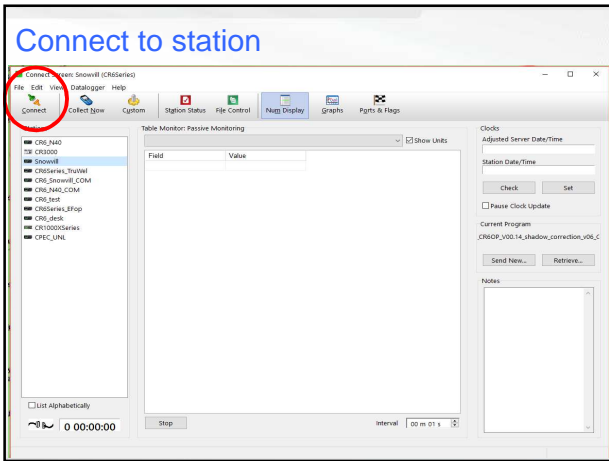 Connect to station
Connect Screen: Snowvill (CR6Series)
File Edit View Datalogger Help
Connect Collect Now Custom Station Status File Control Num Display Graphs Ports & Flags
Table Monitor: Passive Monitoring
Show Units
Field Value
CR6_N40
CR3000
Snowvill
CR6Series_TruWel
CR6_Snowvill_COM
CR6_N40_COM
CR6_test
CR6Series_EFop
CR6_desk
CR1000XSeries
CPEC_UNL
List Alphabetically
0 00:00:00
Stop
Interval 00 m 01 s
Clocks
Adjusted Server Date/Time
Station Date/Time
Check Set
Pause Clock Update
Current Program
_CR6OP_V00.14_shadow_correction_v06_C
Send New... Retrieve...
Notes